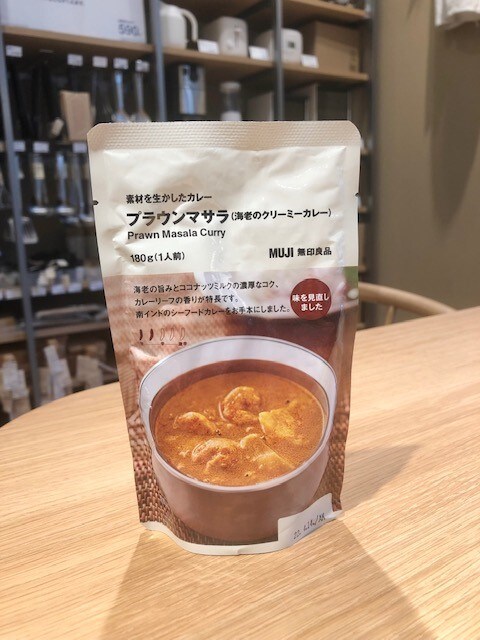 590
素材を生かしたカレー
プラウンマサラ(海老のクリーミーカレー)
Prawn Masala Curry
180g(1人前)
MUJI 無印良品
海老の旨みとココナッツミルクの濃厚なコク、
カレーリーフの香りが特長です。
南インドのシーフードカレーをお手本にしました。
味を見直し
ました